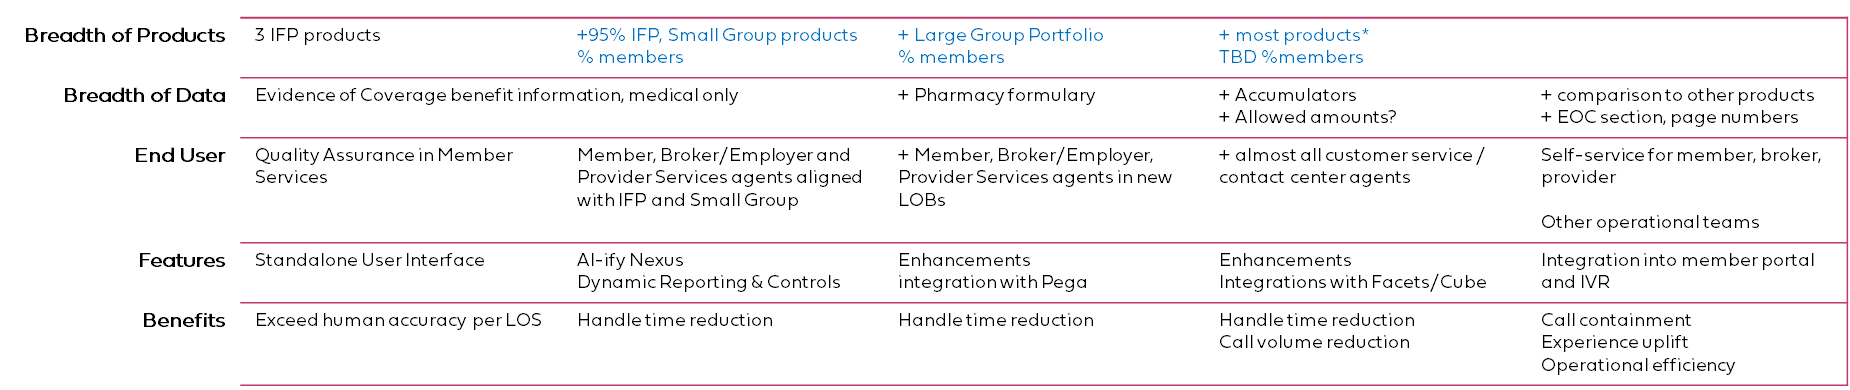 Breadth of Products
3 IFP products
+95% IFP, Small Group products
% members
+ Large Group Portfolio
% members
+ most products*
TBD %members
Breadth of Data
Evidence of Coverage benefit information, medical only
+ Pharmacy formulary
+ Accumulators
+ Allowed amounts?
+ comparison to other products
+ EOC section, page numbers
End User
Quality Assurance in Member
Services
Member, Broker/Employer and
Provider Services agents aligned
with IFP and Small Group
+ Member, Broker/Employer,
Provider Services agents in new
LOBs
+ almost all customer service /
contact center agents
Self-service for member, broker,
provider
Other operational teams
Features
Standalone User Interface
AI-ify Nexus
Dynamic Reporting & Controls
Enhancements
integration with Pega
Enhancements
Integrations with Facets/Cube
Integration into member portal
and IVR
Benefits
Exceed human accuracy per LOS
Handle time reduction
Handle time reduction
Handle time reduction
Call volume reduction
Call containment
Experience uplift
Operational efficiency